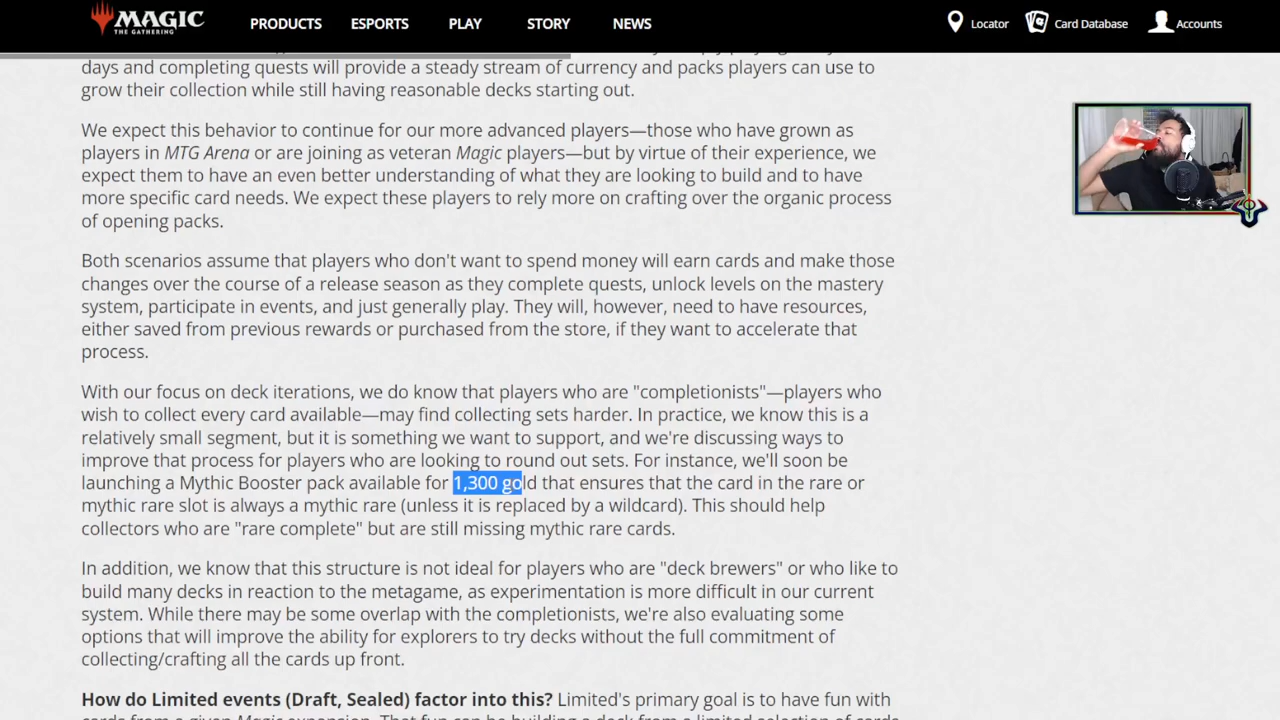 MAGIC
THE GATHERING
PRODUCTS
ESPORTS
PLAY
STORY
NEWS
Locator
Card Database
Accounts
days and completing quests will provide a steady stream of currency and packs players can use to
grow their collection while still having reasonable decks starting out.
We expect this behavior to continue for our more advanced players—those who have grown as
players in MTG Arena or are joining as veteran Magic players—but by virtue of their experience, we
expect them to have an even better understanding of what they are looking to build and to have
more specific card needs. We expect these players to rely more on crafting over the organic process
of opening packs.
Both scenarios assume that players who don't want to spend money will earn cards and make those
changes over the course of a release season as they complete quests, unlock levels on the mastery
system, participate in events, and just generally play. They will, however, need to have resources,
either saved from previous rewards or purchased from the store, if they want to accelerate that
process.
With our focus on deck iterations, we do know that players who are "completionists"—players who
wish to collect every card available—may find collecting sets harder. In practice, we know this is a
relatively small segment, but it is something we want to support, and we're discussing ways to
improve that process for players who are looking to round out sets. For instance, we'll soon be
launching a Mythic Booster pack available for 1,300 gold that ensures that the card in the rare or
mythic rare slot is always a mythic rare (unless it is replaced by a wildcard). This should help
collectors who are "rare complete" but are still missing mythic rare cards.
In addition, we know that this structure is not ideal for players who are "deck brewers" or who like to
build many decks in reaction to the metagame, as experimentation is more difficult in our current
system. While there may be some overlap with the completionists, we're also evaluating some
options that will improve the ability for explorers to try decks without the full commitment of
collecting/crafting all the cards up front.
How do Limited events (Draft, Sealed) factor into this? Limited's primary goal is to have fun with